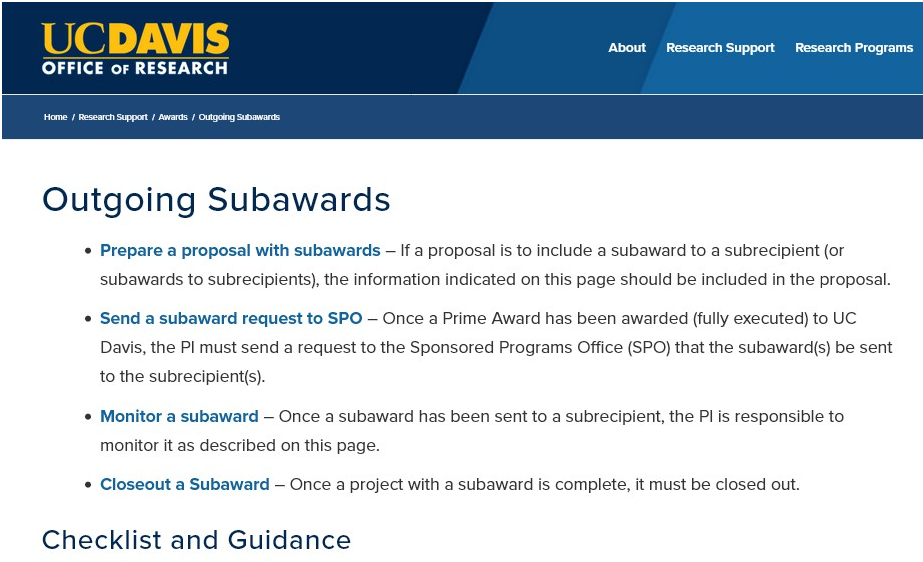 UCDAVIS
OFFICE OF RESEARCH
About Research Support Research Programs
Home / Research Support / Awards / Outgoing Subawards
Outgoing Subawards
• Prepare a proposal with subawards – If a proposal is to include a subaward to a subrecipient (or
subawards to subrecipients), the information indicated on this page should be included in the proposal.
• Send a subaward request to SPO – Once a Prime Award has been awarded (fully executed) to UC
Davis, the PI must send a request to the Sponsored Programs Office (SPO) that the subaward(s) be sent
to the subrecipient(s).
• Monitor a subaward – Once a subaward has been sent to a subrecipient, the PI is responsible to
monitor it as described on this page.
• Closeout a Subaward – Once a project with a subaward is complete, it must be closed out.
Checklist and Guidance